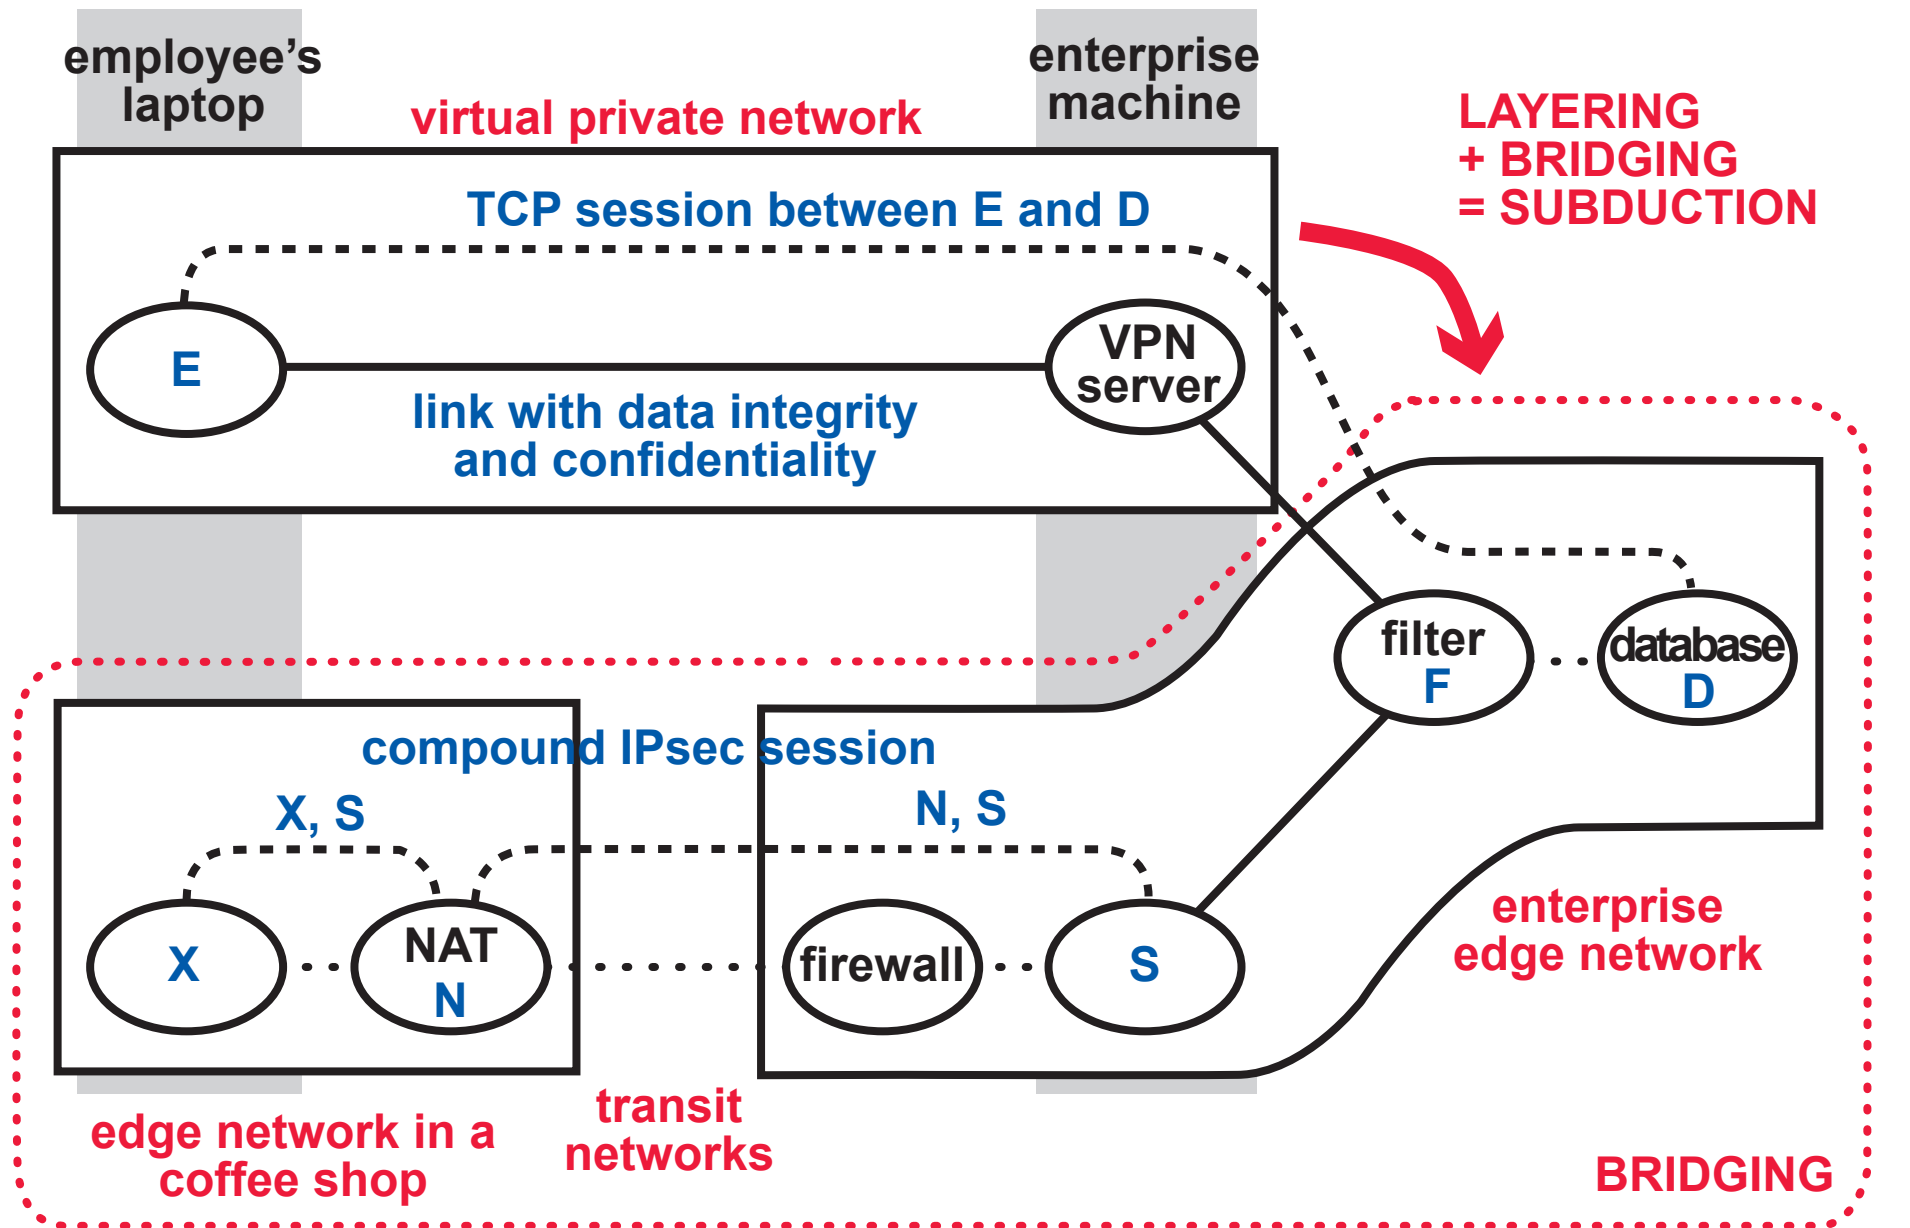 employee’s
laptop
enterprise
machine
virtual private network
LAYERING
+ BRIDGING
= SUBDUCTION
TCP session between E and D
E
VPN
server
link with data integrity
and confidentiality
filter
F
database
D
compound IPsec session
X, S
N, S
X
NAT
N
firewall
S
enterprise
edge network
edge network in a
coffee shop
transit
networks
BRIDGING